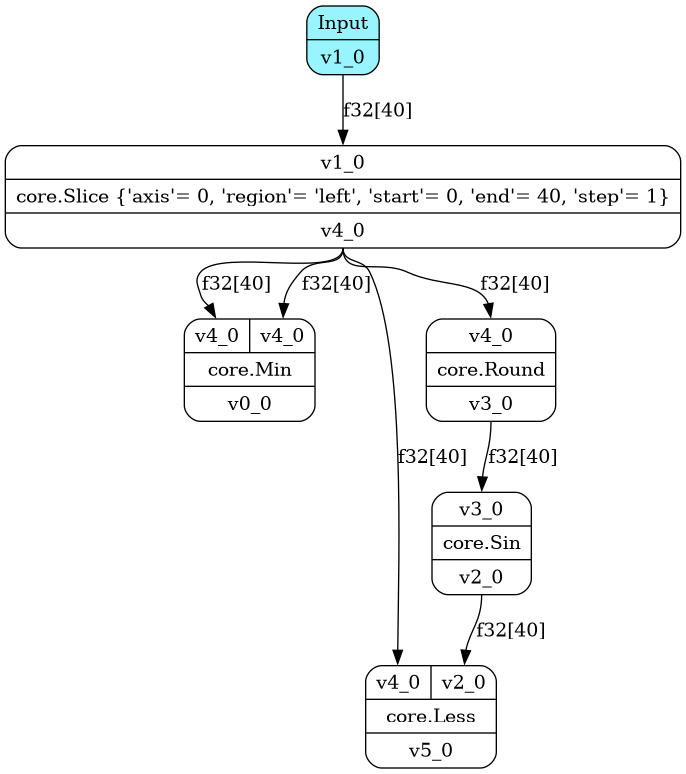 Input
v1_0
f32[40]
v1_0
core.Slice {'axis'= 0, 'region'= 'left', 'start'= 0, 'end'= 40, 'step'= 1}
v4_0
f32[40] f32[40] f32[40]
v4_0 v4_0 v4_0
core.Min core.Round
v0_0 v3_0
f32[40] f32[40]
v3_0
core.Sin
v2_0
f32[40]
v4_0 v2_0
core.Less
v5_0